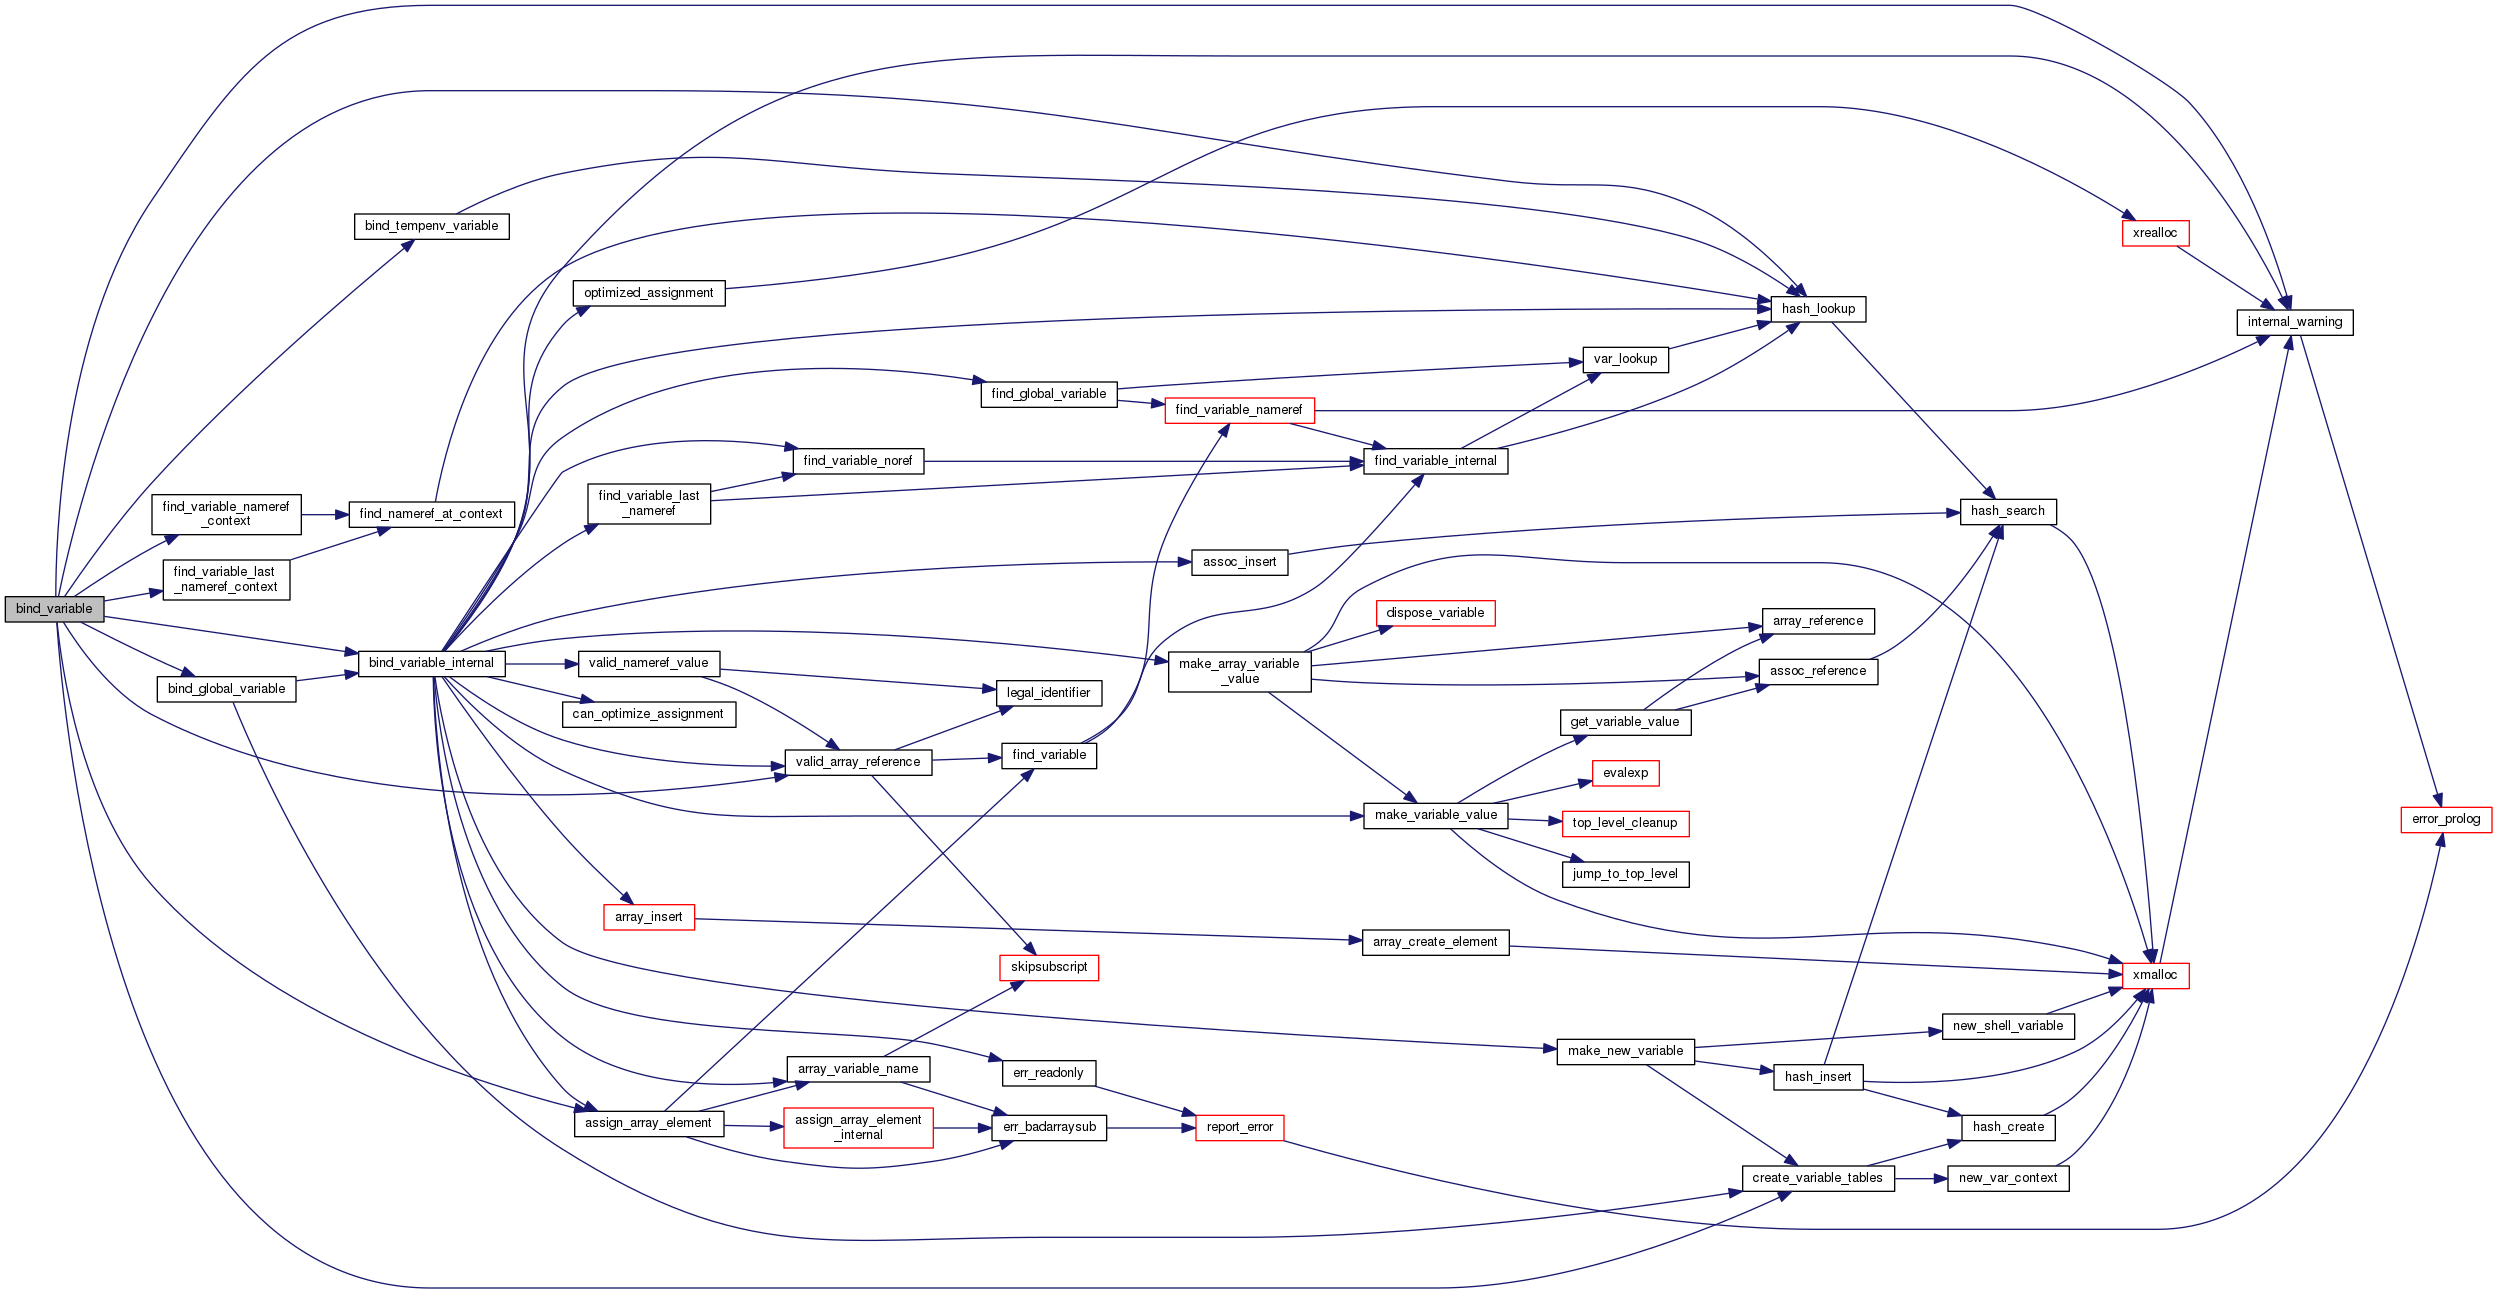 bind_variable
bind_tempenv_variable
find_variable_nameref
_context
find_variable_last
_nameref_context
bind_global_variable
find_nameref_at_context
bind_variable_internal
optimized_assignment
find_variable_last
_nameref
valid_nameref_value
can_optimize_assignment
array_insert
assign_array_element
find_variable_noref
valid_array_reference
array_variable_name
assign_array_element
_internal
find_global_variable
legal_identifier
find_variable
skipsubscript
err_readonly
err_badarraysub
find_variable_nameref
assoc_insert
make_array_variable
_value
report_error
find_variable_internal
dispose_variable
make_variable_value
array_create_element
var_lookup
get_variable_value
evalexp
top_level_cleanup
jump_to_top_level
make_new_variable
hash_lookup
array_reference
assoc_reference
hash_insert
create_variable_tables
hash_search
new_shell_variable
hash_create
new_var_context
xrealloc
xmalloc
internal_warning
error_prolog